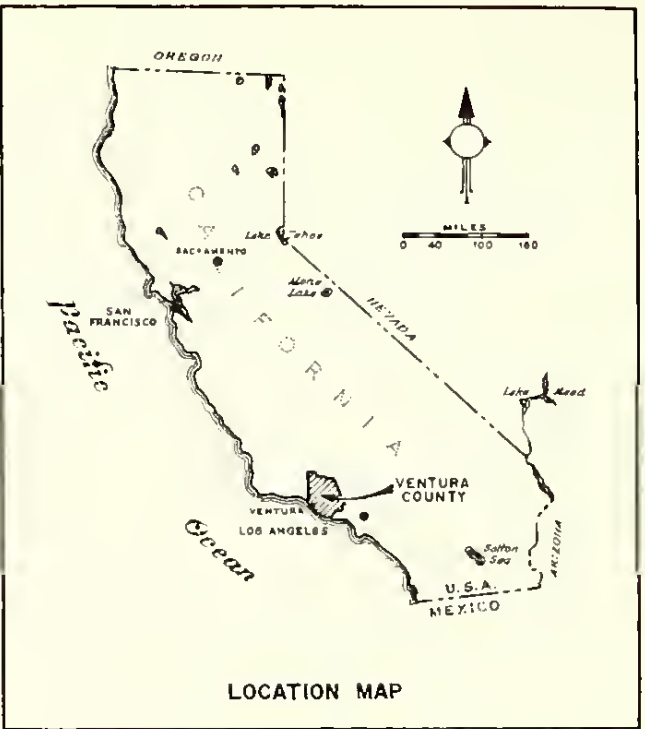 OREGON
MILES
0 40 80 100 160
Lake Tahoe
SACRAMENTO
Mono
Lake
CALIFORNIA
NEVADA
SAN
FRANCISCO
Pacific
Lake Mead
VENTURA
COUNTY
VENTURA
LOS ANGELES
Ocean
Salton
Sea
ARIZONA
U.S.A.
MEXICO
LOCATION MAP